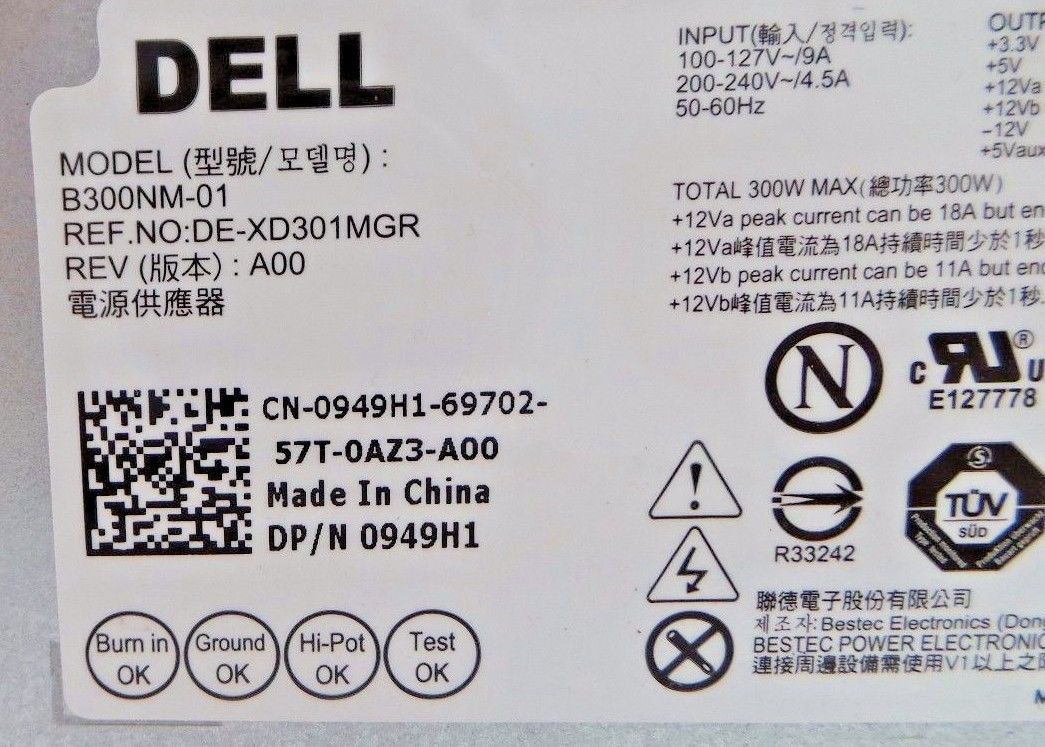 DELL
MODEL (型號/모델명) :
B300NM-01
REF.NO:DE-XD301MGR
REV (版本) : A00
電源供應器
INPUT(輸入/정격입력):
100-127V~/9A
200-240V~/4.5A
50-60Hz
OUTP
+3.3V
+5V
+12Va
+12Vb
-12V
+5Vaux
TOTAL 300W MAX(總功率300W)
+12Va peak current can be 18A but en
+12Va峰值電流為18A持續時間少於1秒
+12Vb peak current can be 11A but end
+12Vb峰值電流為11A持續時間少於1秒.
N
c RU ® U
E127778
CN-0949H1-69702-
57T-0AZ3-A00
Made In China
DP/N 0949H1
R33242
S
TÜV
SÜD
Burn in OK
Ground OK
Hi-Pot OK
Test OK
聯德電子股份有限公司
제조자: Bestec Electronics (Dong
BESTEC POWER ELECTRONIC
連接周邊設備需使用V1以上之